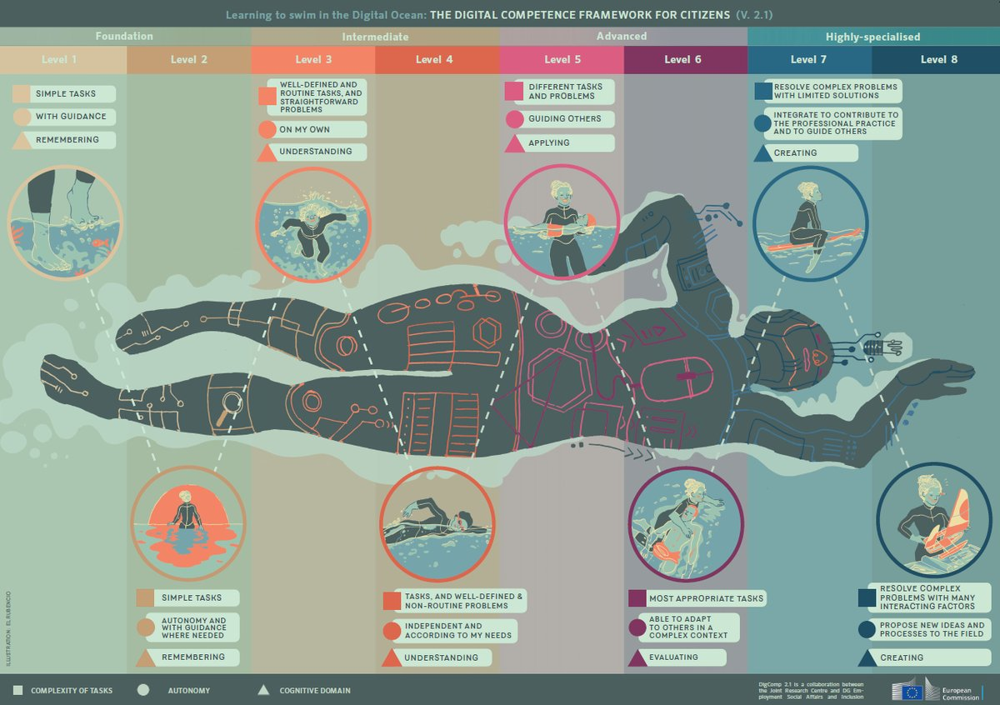 Learning to swim in the Digital Ocean: THE DIGITAL COMPETENCE FRAMEWORK FOR CITIZENS (V. 2.1)
Foundation
Intermediate
Advanced
Highly-specialised
Level 1
Level 2
Level 3
Level 4
Level 5
Level 6
Level 7
Level 8
SIMPLE TASKS
WITH GUIDANCE
REMEMBERING
WELL-DEFINED AND
ROUTINE TASKS, AND
STRAIGHTFORWARD
PROBLEMS
ON MY OWN
UNDERSTANDING
DIFFERENT TASKS
AND PROBLEMS
GUIDING OTHERS
APPLYING
RESOLVE COMPLEX PROBLEMS
WITH LIMITED SOLUTIONS
INTEGRATE TO CONTRIBUTE TO
THE PROFESSIONAL PRACTICE
AND TO GUIDE OTHERS
CREATING
SIMPLE TASKS
AUTONOMY AND
WITH GUIDANCE
WHERE NEEDED
REMEMBERING
TASKS, AND WELL-DEFINED &
NON-ROUTINE PROBLEMS
INDEPENDENT AND
ACCORDING TO MY NEEDS
UNDERSTANDING
MOST APPROPRIATE TASKS
ABLE TO ADAPT
TO OTHERS IN A
COMPLEX CONTEXT
EVALUATING
RESOLVE COMPLEX
PROBLEMS WITH MANY
INTERACTING FACTORS
PROPOSE NEW IDEAS AND
PROCESSES TO THE FIELD
CREATING
ILLUSTRATION: ELRUBENCIO
COMPLEXITY OF TASKS
AUTONOMY
COGNITIVE DOMAIN
DigComp 2.1 is a collaboration between
the Joint Research Centre and DG Em-
ployment Social Affairs and Inclusion
European
Commission